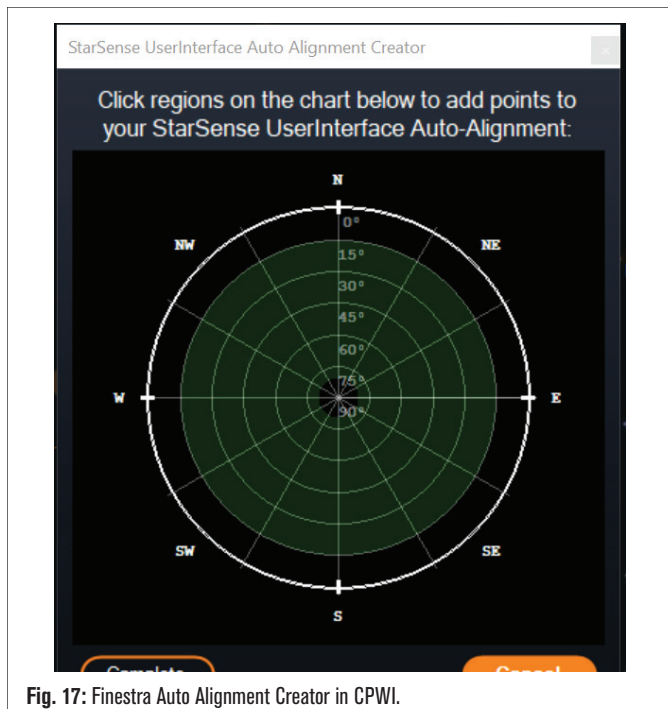 StarSense UserInterface Auto Alignment Creator
×
Click regions on the chart below to add points to
your StarSense UserInterface Auto-Alignment:
N
0°
NW
NE
15°
30°
45°
60°
75°
W
E
90°
SW
SE
S
Complete
Cancel
Fig. 17: Finestra Auto Alignment Creator in CPWI.